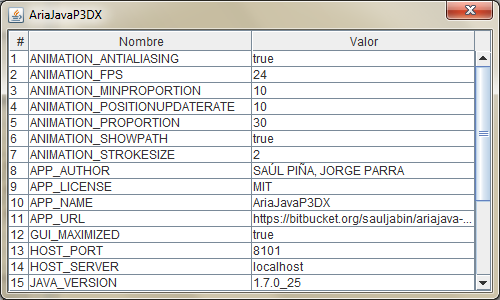 AriaJavaP3DX
# Nombre Valor
1 ANIMATION_ANTIALIASING true
2 ANIMATION_FPS 24
3 ANIMATION_MINPROPORTION 10
4 ANIMATION_POSITIONUPDATERATE 10
5 ANIMATION_PROPORTION 30
6 ANIMATION_SHOWPATH true
7 ANIMATION_STROKESIZE 2
8 APP_AUTHOR SAÚL PIÑA, JORGE PARRA
9 APP_LICENSE MIT
10 APP_NAME AriaJavaP3DX
11 APP_URL https://bitbucket.org/sauljabin/ariajava-...
12 GUI_MAXIMIZED true
13 HOST_PORT 8101
14 HOST_SERVER localhost
15 JAVA_VERSION 1.7.0_25